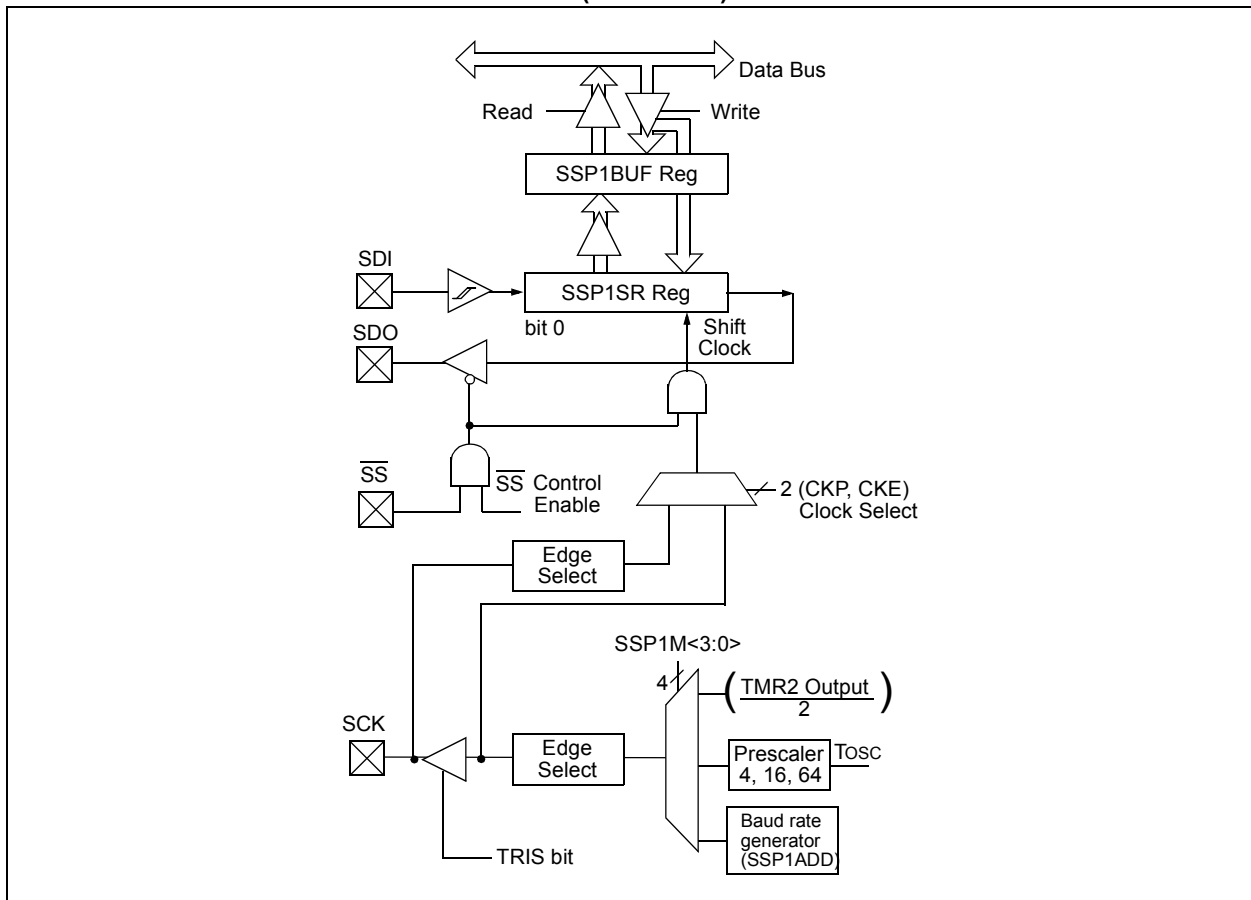 Data Bus
Read
Write
SSP1BUF Reg
SDI
SSP1SR Reg
bit 0
Shift
Clock
SDO
SS
SS Control
Enable
2 (CKP, CKE)
Clock Select
Edge
Select
SSP1M<3:0>
4
( TMR2 Output )
2
SCK
Edge
Select
Prescaler
4, 16, 64
TOSC
Baud rate
generator
(SSP1ADD)
TRIS bit